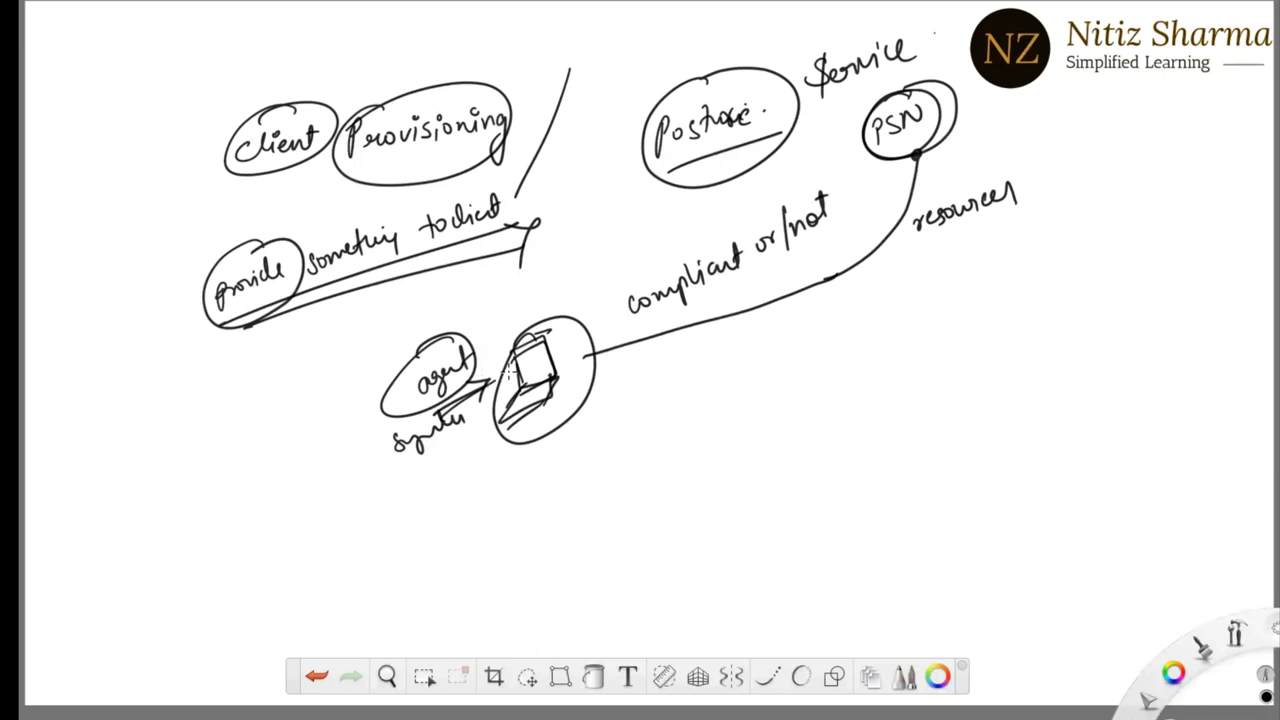 NZ
Nitiz Sharma
Simplified Learning
Service
client Provisioning
Posture.
PSN
provide something to client
compliant or/not
resources
agent
system
T